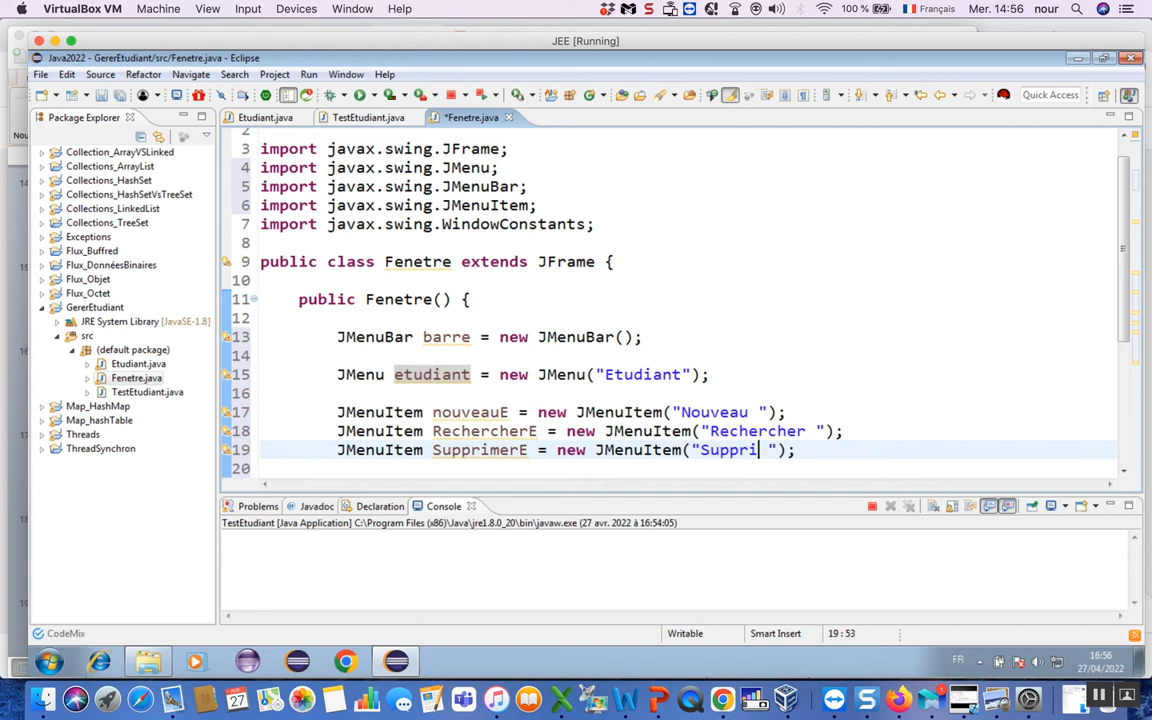 VirtualBox VM Machine View Input Devices Window Help 100 % Français Mer. 14:56 nour
JEE [Running]
Java2022 - GererEtudiant/src/Fenetre.java - Eclipse
File Edit Source Refactor Navigate Search Project Run Window Help
Quick Access
Package Explorer
Etudiant.java TestEtudiant.java *Fenetre.java
Collection_ArrayVSLinked
Collections_ArrayList
Collections_HashSet
Collections_HashSetVsTreeSet
Collections_LinkedList
Collections_TreeSet
Exceptions
Flux_Buffred
Flux_DonnéesBinaires
Flux_Objet
Flux_Octet
GererEtudiant
JRE System Library [JavaSE-1.8]
src
(default package)
Etudiant.java
Fenetre.java
TestEtudiant.java
Map_HashMap
Map_hashTable
Threads
ThreadSynchron
2
3 import javax.swing.JFrame;
4 import javax.swing.JMenu;
5 import javax.swing.JMenuBar;
6 import javax.swing.JMenuItem;
7 import javax.swing.WindowConstants;
8
9 public class Fenetre extends JFrame {
10
11 public Fenetre() {
12
13 JMenuBar barre = new JMenuBar();
14
15 JMenu etudiant = new JMenu("Etudiant");
16
17 JMenuItem nouveauE = new JMenuItem("Nouveau ");
18 JMenuItem RechercherE = new JMenuItem("Rechercher ");
19 JMenuItem SupprimerE = new JMenuItem("Suppri ");
20
Problems Javadoc Declaration Console
TestEtudiant [Java Application] C:\Program Files (x86)\Java\jre1.8.0_20\bin\javaw.exe (27 avr. 2022 à 16:54:05)
CodeMix Writable Smart Insert 19 : 53
FR 16:56
27/04/2022